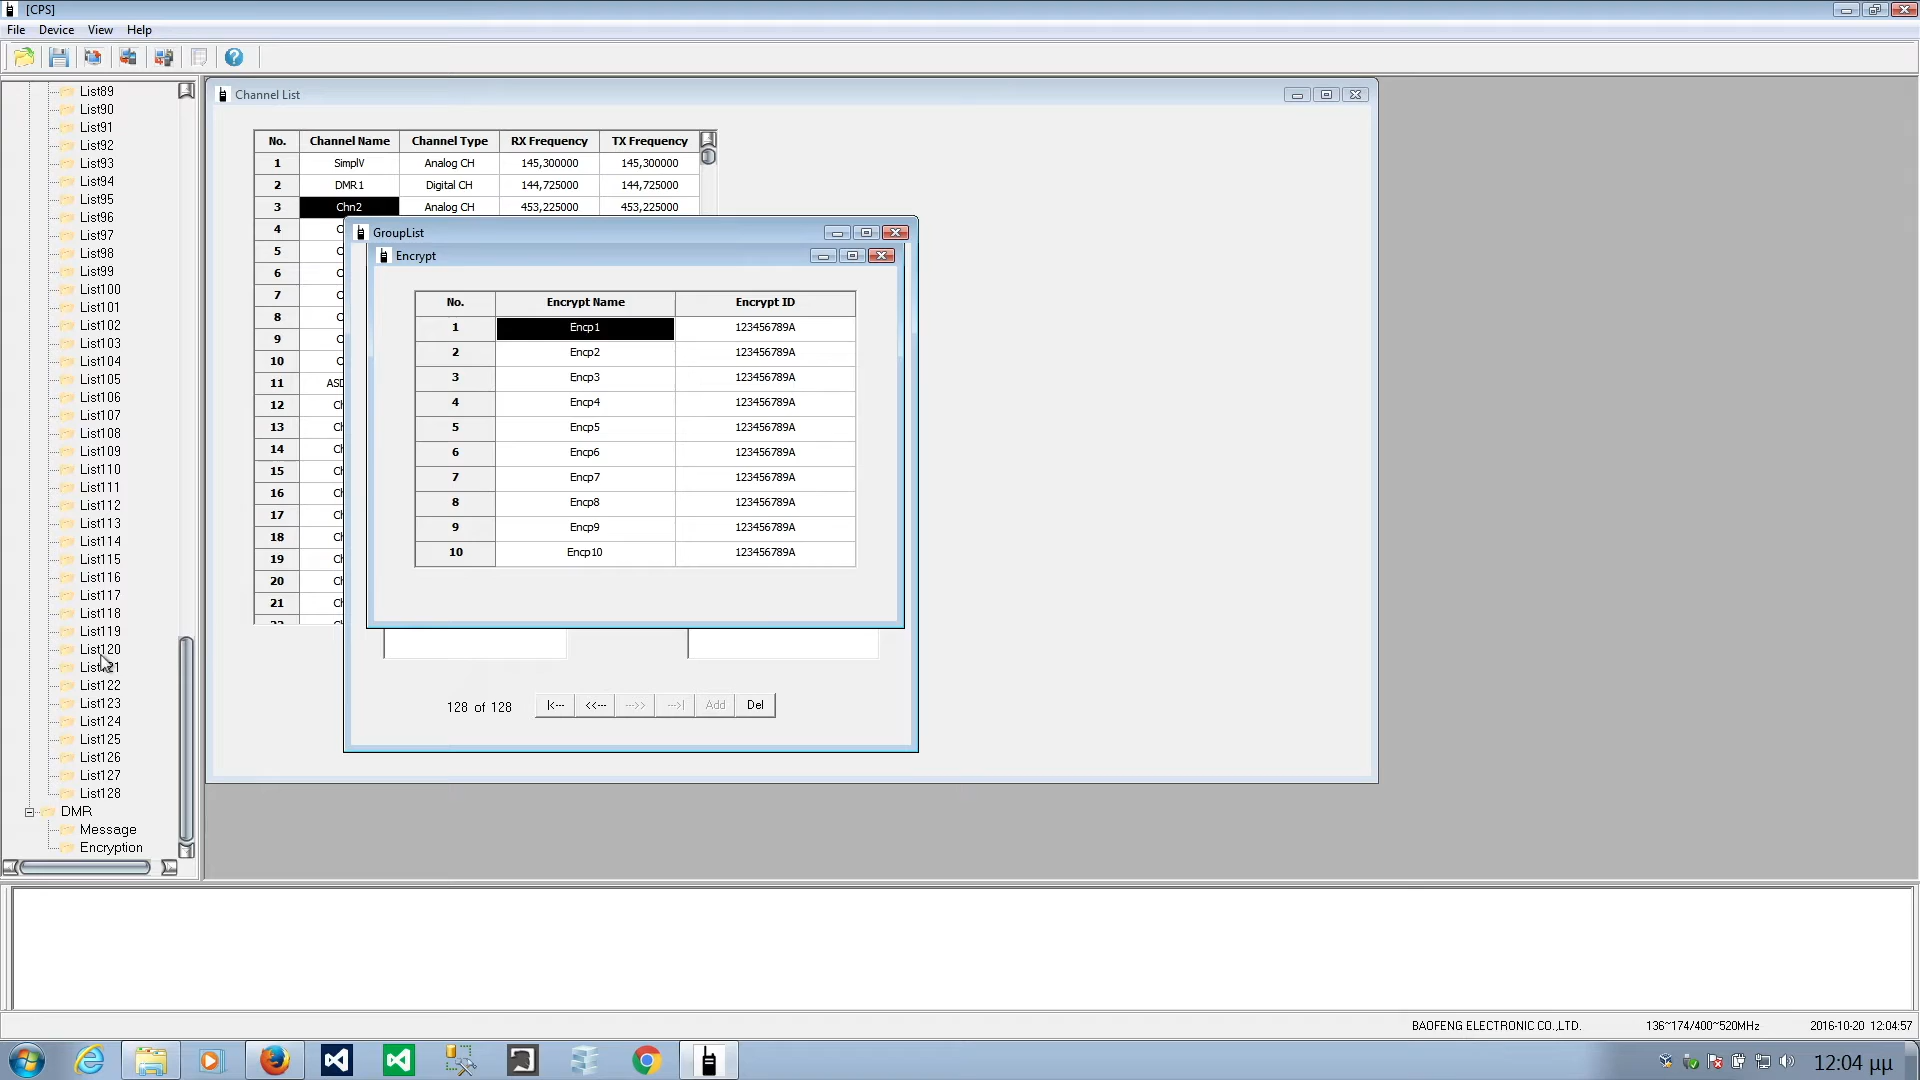 [CPS]
File Device View Help
List89
List90
List91
List92
List93
List94
List95
List96
List97
List98
List99
List100
List101
List102
List103
List104
List105
List106
List107
List108
List109
List110
List111
List112
List113
List114
List115
List116
List117
List118
List119
List120
List121
List122
List123
List124
List125
List126
List127
List128
DMR
Message
Encryption
Channel List
No. Channel Name Channel Type RX Frequency TX Frequency
1 SimplV Analog CH 145,300000 145,300000
2 DMR1 Digital CH 144,725000 144,725000
3 Chn2 Analog CH 453,225000 453,225000
4
5
6
7
8
9
10
11
12
13
14
15
16
17
18
19
20
21
GroupList
Encrypt
No. Encrypt Name Encrypt ID
1 Encp1 123456789A
2 Encp2 123456789A
3 Encp3 123456789A
4 Encp4 123456789A
5 Encp5 123456789A
6 Encp6 123456789A
7 Encp7 123456789A
8 Encp8 123456789A
9 Encp9 123456789A
10 Encp10 123456789A
128 of 128 |<--- <<--- --->> --->| Add Del
BAOFENG ELECTRONIC CO.,LTD. 136~174/400~520MHz 2016-10-20 12:04:57
12:04 μμ